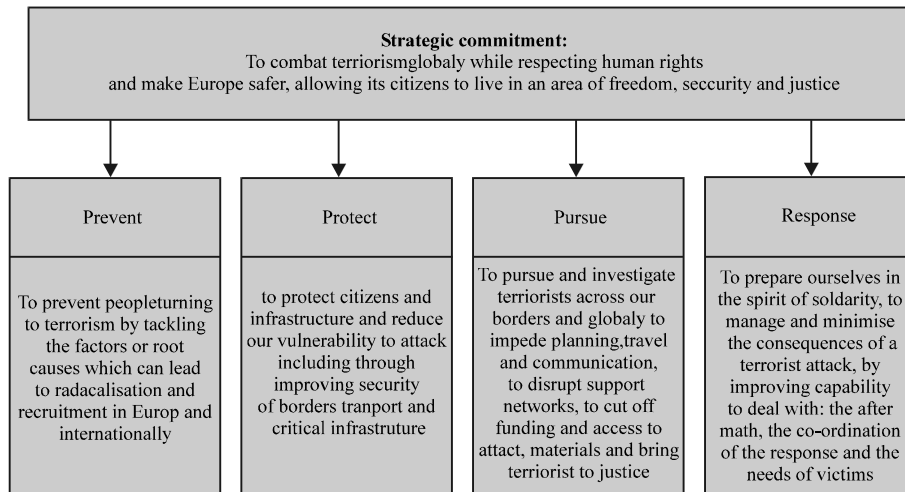 Strategic commitment:
To combat terriorismglobaly while respecting human rights
and make Europe safer, allowing its citizens to live in an area of freedom, seccurity and justice
Prevent
To prevent peopleturning
to terrorism by tackling
the factors or root
causes which can lead
to radacalisation and
recruitment in Europ and
internationally
Protect
to protect citizens and
infrastructure and reduce
our vulnerability to attack
including through
improving security
of borders tranport and
critical infrastruture
Pursue
To pursue and investigate
terriorists across our
borders and globaly to
impede planning,travel
and communication,
to disrupt support
networks, to cut off
funding and access to
attact, materials and bring
terriorist to justice
Response
To prepare ourselves in
the spirit of soldarity, to
manage and minimise
the consequences of a
terrorist attack, by
improving capability
to deal with: the after
math, the co-ordination
of the response and the
needs of victims